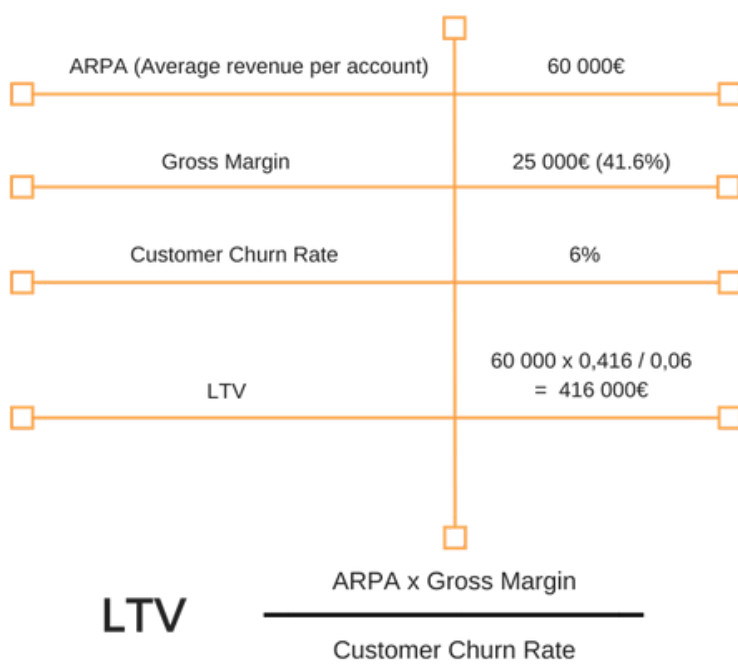 ARPA (Average revenue per account) 60 000€
Gross Margin 25 000€ (41.6%)
Customer Churn Rate 6%
LTV 60 000 x 0,416 / 0,06
= 416 000€
ARPA x Gross Margin
LTV
Customer Churn Rate